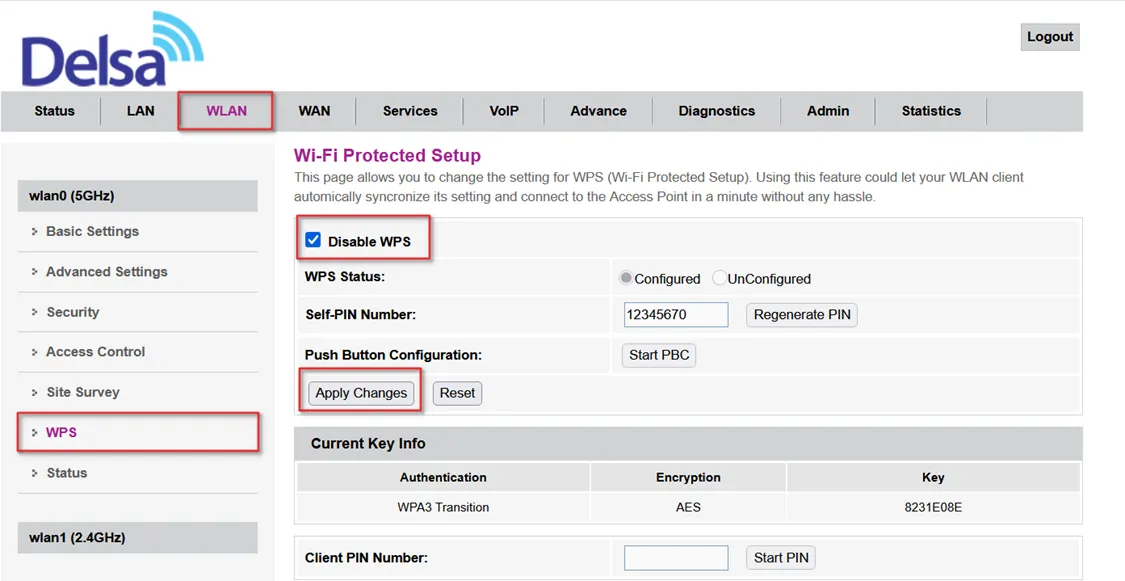 Delsa
Logout
Status LAN WLAN WAN Services VoIP Advance Diagnostics Admin Statistics
wlan0 (5GHz)
Basic Settings
Advanced Settings
Security
Access Control
Site Survey
WPS
Status
wlan1 (2.4GHz)
Wi-Fi Protected Setup
This page allows you to change the setting for WPS (Wi-Fi Protected Setup). Using this feature could let your WLAN client
automically syncronize its setting and connect to the Access Point in a minute without any hassle.
Disable WPS
WPS Status: Configured UnConfigured
Self-PIN Number: 12345670 Regenerate PIN
Push Button Configuration: Start PBC
Apply Changes Reset
Current Key Info
Authentication Encryption Key
WPA3 Transition AES 8231E08E
Client PIN Number: Start PIN